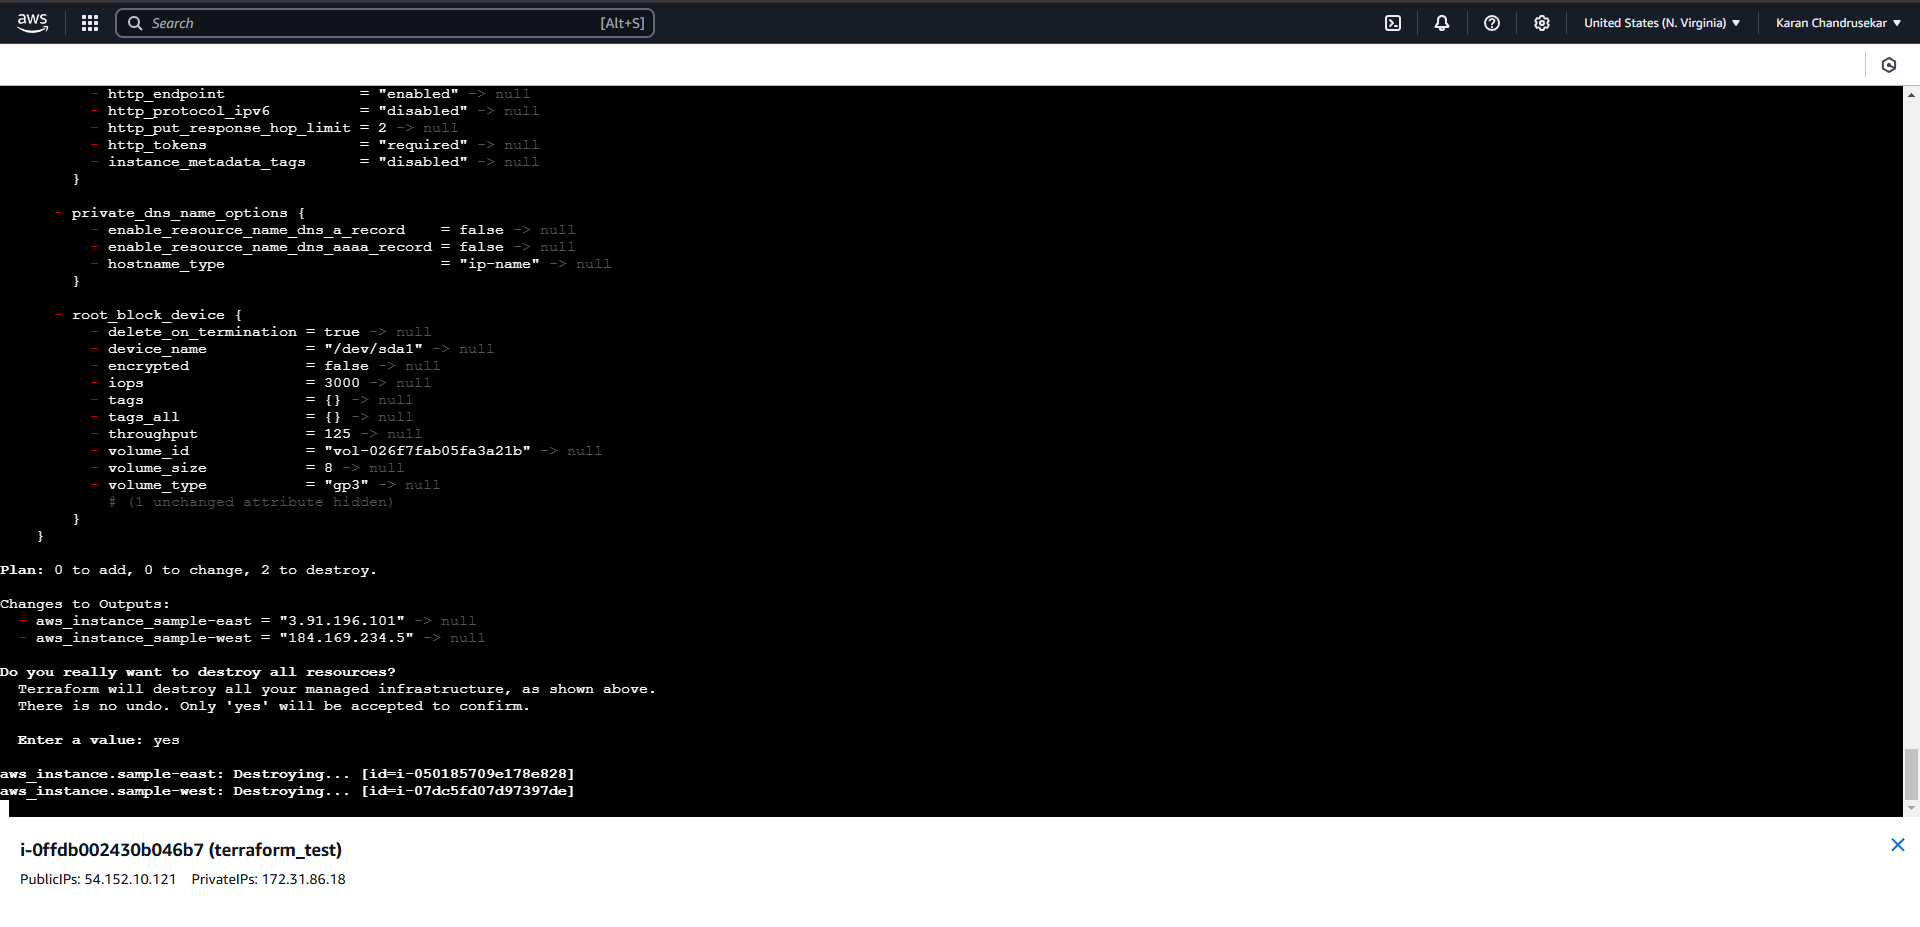 aws
Search [Alt+S]
United States (N. Virginia) Karan Chandrusekar
- http_endpoint = "enabled" -> null
- http_protocol_ipv6 = "disabled" -> null
- http_put_response_hop_limit = 2 -> null
- http_tokens = "required" -> null
- instance_metadata_tags = "disabled" -> null
}
- private_dns_name_options {
- enable_resource_name_dns_a_record = false -> null
- enable_resource_name_dns_aaaa_record = false -> null
- hostname_type = "ip-name" -> null
}
- root_block_device {
- delete_on_termination = true -> null
- device_name = "/dev/sda1" -> null
- encrypted = false -> null
- iops = 3000 -> null
- tags = {} -> null
- tags_all = {} -> null
- throughput = 125 -> null
- volume_id = "vol-026f7fab05fa3a21b" -> null
- volume_size = 8 -> null
- volume_type = "gp3" -> null
# (1 unchanged attribute hidden)
}
}
Plan: 0 to add, 0 to change, 2 to destroy.
Changes to Outputs:
- aws_instance_sample-east = "3.91.196.101" -> null
- aws_instance_sample-west = "184.169.234.5" -> null
Do you really want to destroy all resources?
Terraform will destroy all your managed infrastructure, as shown above.
There is no undo. Only 'yes' will be accepted to confirm.
Enter a value: yes
aws_instance.sample-east: Destroying... [id=i-050185709e178e828]
aws_instance.sample-west: Destroying... [id=i-07dc5fd07d97397de]
i-0ffdb002430b046b7 (terraform_test)
PublicIPs: 54.152.10.121 PrivateIPs: 172.31.86.18